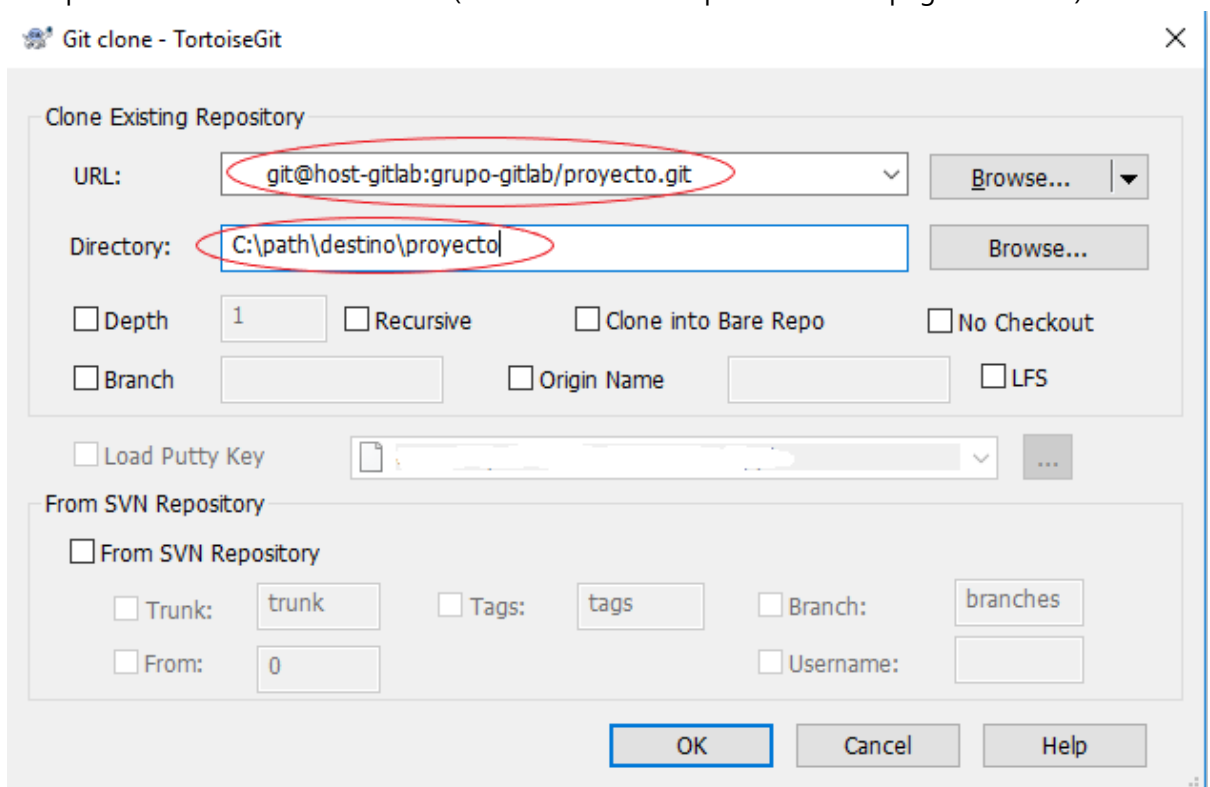 Git clone - TortoiseGit
Clone Existing Repository
URL: git@host-gitlab:grupo-gitlab/proyecto.git Browse...
Directory: C:\path\destino\proyecto Browse...
Depth 1 Recursive Clone into Bare Repo No Checkout
Branch Origin Name LFS
Load Putty Key ...
From SVN Repository
From SVN Repository
Trunk: trunk Tags: tags Branch: branches
From: 0 Username:
OK Cancel Help